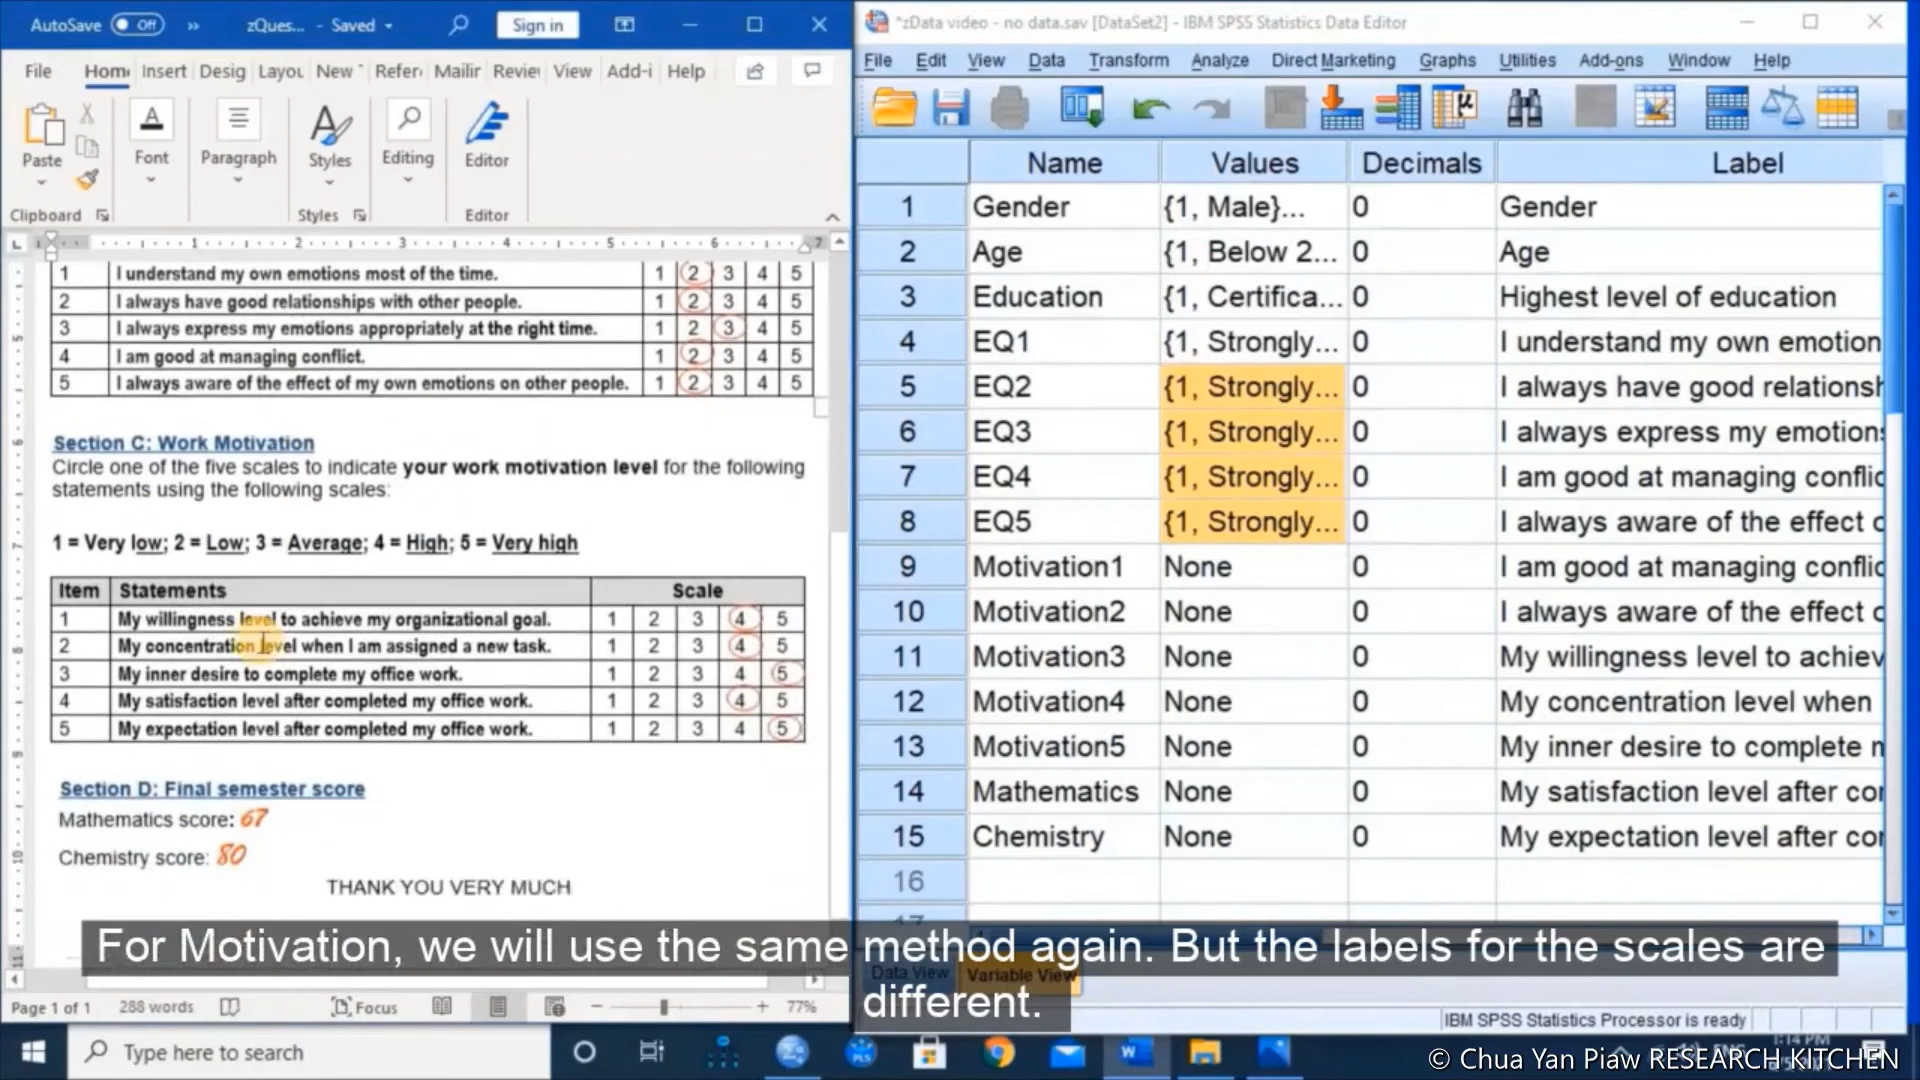 AutoSave Off » zQues... - Saved Sign in
File Home Insert Desig Layou New Refer Mailir Review View Add-i Help
Paste Font Paragraph Styles Editing Editor
Clipboard Styles Editor
1 2 3 4 5 6 7
1 I understand my own emotions most of the time. 1 2 3 4 5
2 I always have good relationships with other people. 1 2 3 4 5
3 I always express my emotions appropriately at the right time. 1 2 3 4 5
4 I am good at managing conflict. 1 2 3 4 5
5 I always aware of the effect of my own emotions on other people. 1 2 3 4 5
Section C: Work Motivation
Circle one of the five scales to indicate your work motivation level for the following
statements using the following scales:
1 = Very low; 2 = Low; 3 = Average; 4 = High; 5 = Very high
Item Statements Scale
1 My willingness level to achieve my organizational goal. 1 2 3 4 5
2 My concentration level when I am assigned a new task. 1 2 3 4 5
3 My inner desire to complete my office work. 1 2 3 4 5
4 My satisfaction level after completed my office work. 1 2 3 4 5
5 My expectation level after completed my office work. 1 2 3 4 5
Section D: Final semester score
Mathematics score: 67
Chemistry score: 80
THANK YOU VERY MUCH
Page 1 of 1 288 words Focus 77%
*zData video - no data.sav [DataSet2] - IBM SPSS Statistics Data Editor
File Edit View Data Transform Analyze Direct Marketing Graphs Utilities Add-ons Window Help
Name Values Decimals Label
1 Gender {1, Male}... 0 Gender
2 Age {1, Below 2... 0 Age
3 Education {1, Certifica... 0 Highest level of education
4 EQ1 {1, Strongly... 0 I understand my own emotion
5 EQ2 {1, Strongly... 0 I always have good relationsh
6 EQ3 {1, Strongly... 0 I always express my emotions
7 EQ4 {1, Strongly... 0 I am good at managing conflic
8 EQ5 {1, Strongly... 0 I always aware of the effect o
9 Motivation1 None 0 I am good at managing conflic
10 Motivation2 None 0 I always aware of the effect o
11 Motivation3 None 0 My willingness level to achiev
12 Motivation4 None 0 My concentration level when
13 Motivation5 None 0 My inner desire to complete m
14 Mathematics None 0 My satisfaction level after cor
15 Chemistry None 0 My expectation level after cor
16
17
Data View Variable View
IBM SPSS Statistics Processor is ready
For Motivation, we will use the same method again. But the labels for the scales are
different.
Type here to search
1:14 PM
© Chua Yan Piaw RESEARCH KITCHEN